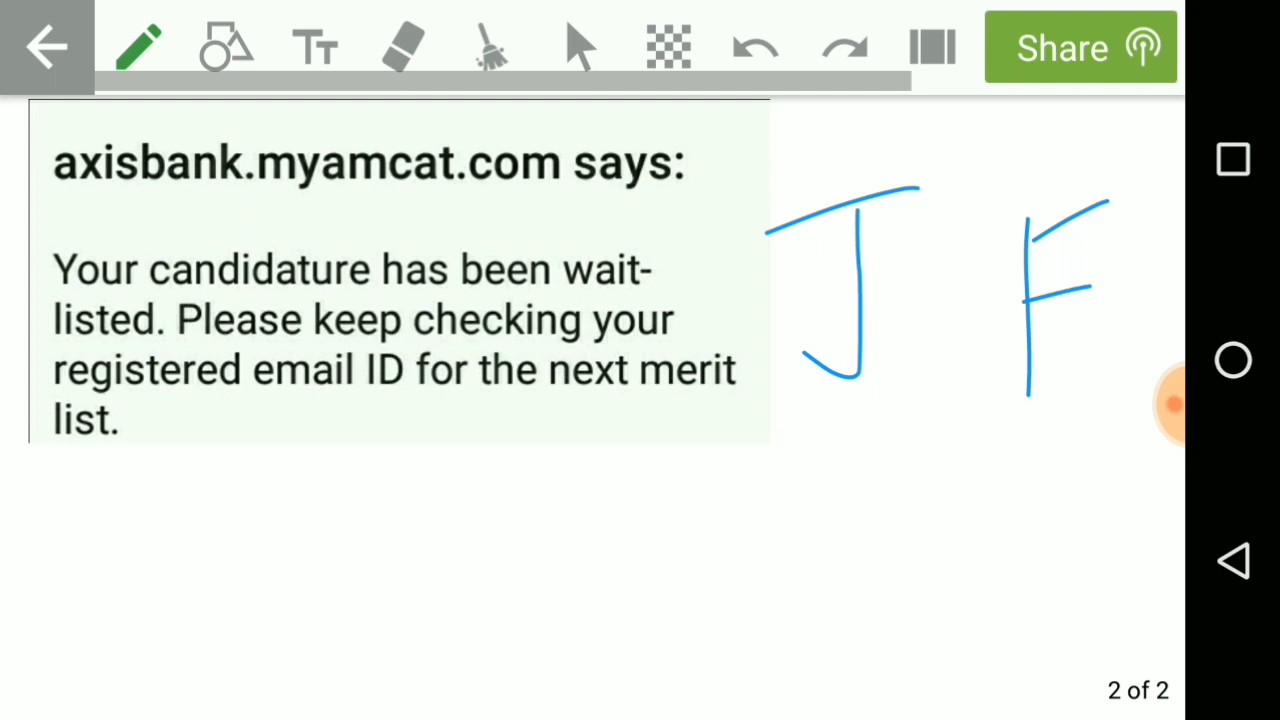 Share
axisbank.myamcat.com says:
Your candidature has been wait-
listed. Please keep checking your
registered email ID for the next merit
list.
J F
2 of 2